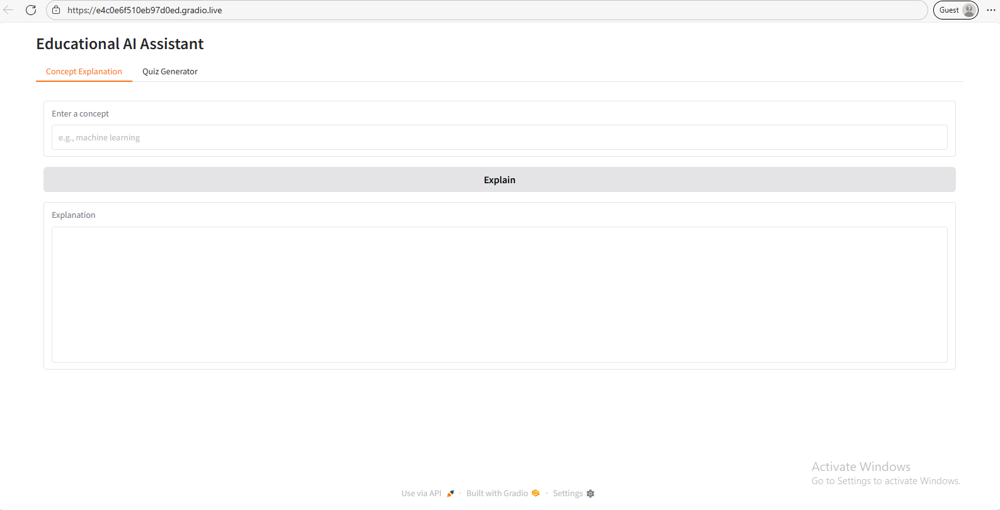 https://e4c0e6f510eb97d0ed.gradio.live
Guest
Educational AI Assistant
Concept Explanation
Quiz Generator
Enter a concept
e.g., machine learning
Explain
Explanation
Activate Windows
Go to Settings to activate Windows.
Use via API · Built with Gradio · Settings